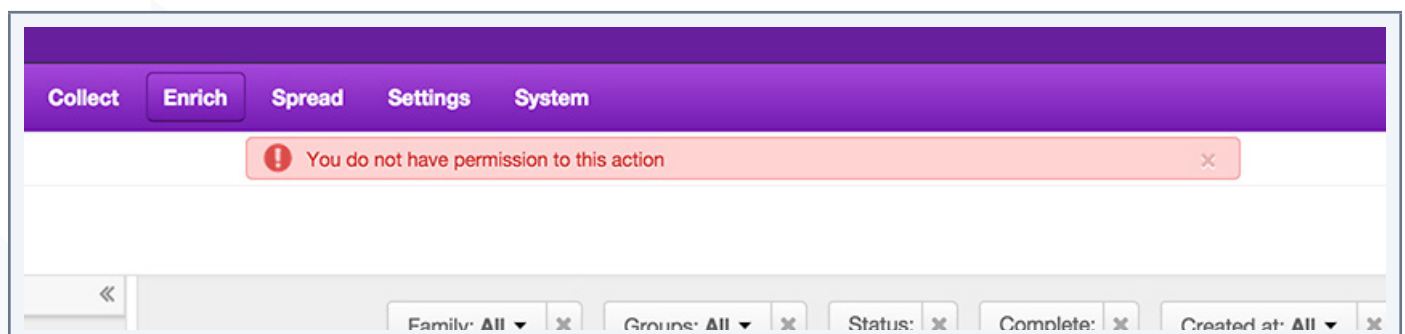 Collect Enrich Spread Settings System
You do not have permission to this action
Family: All Groups: All Status: Complete: Created at: All